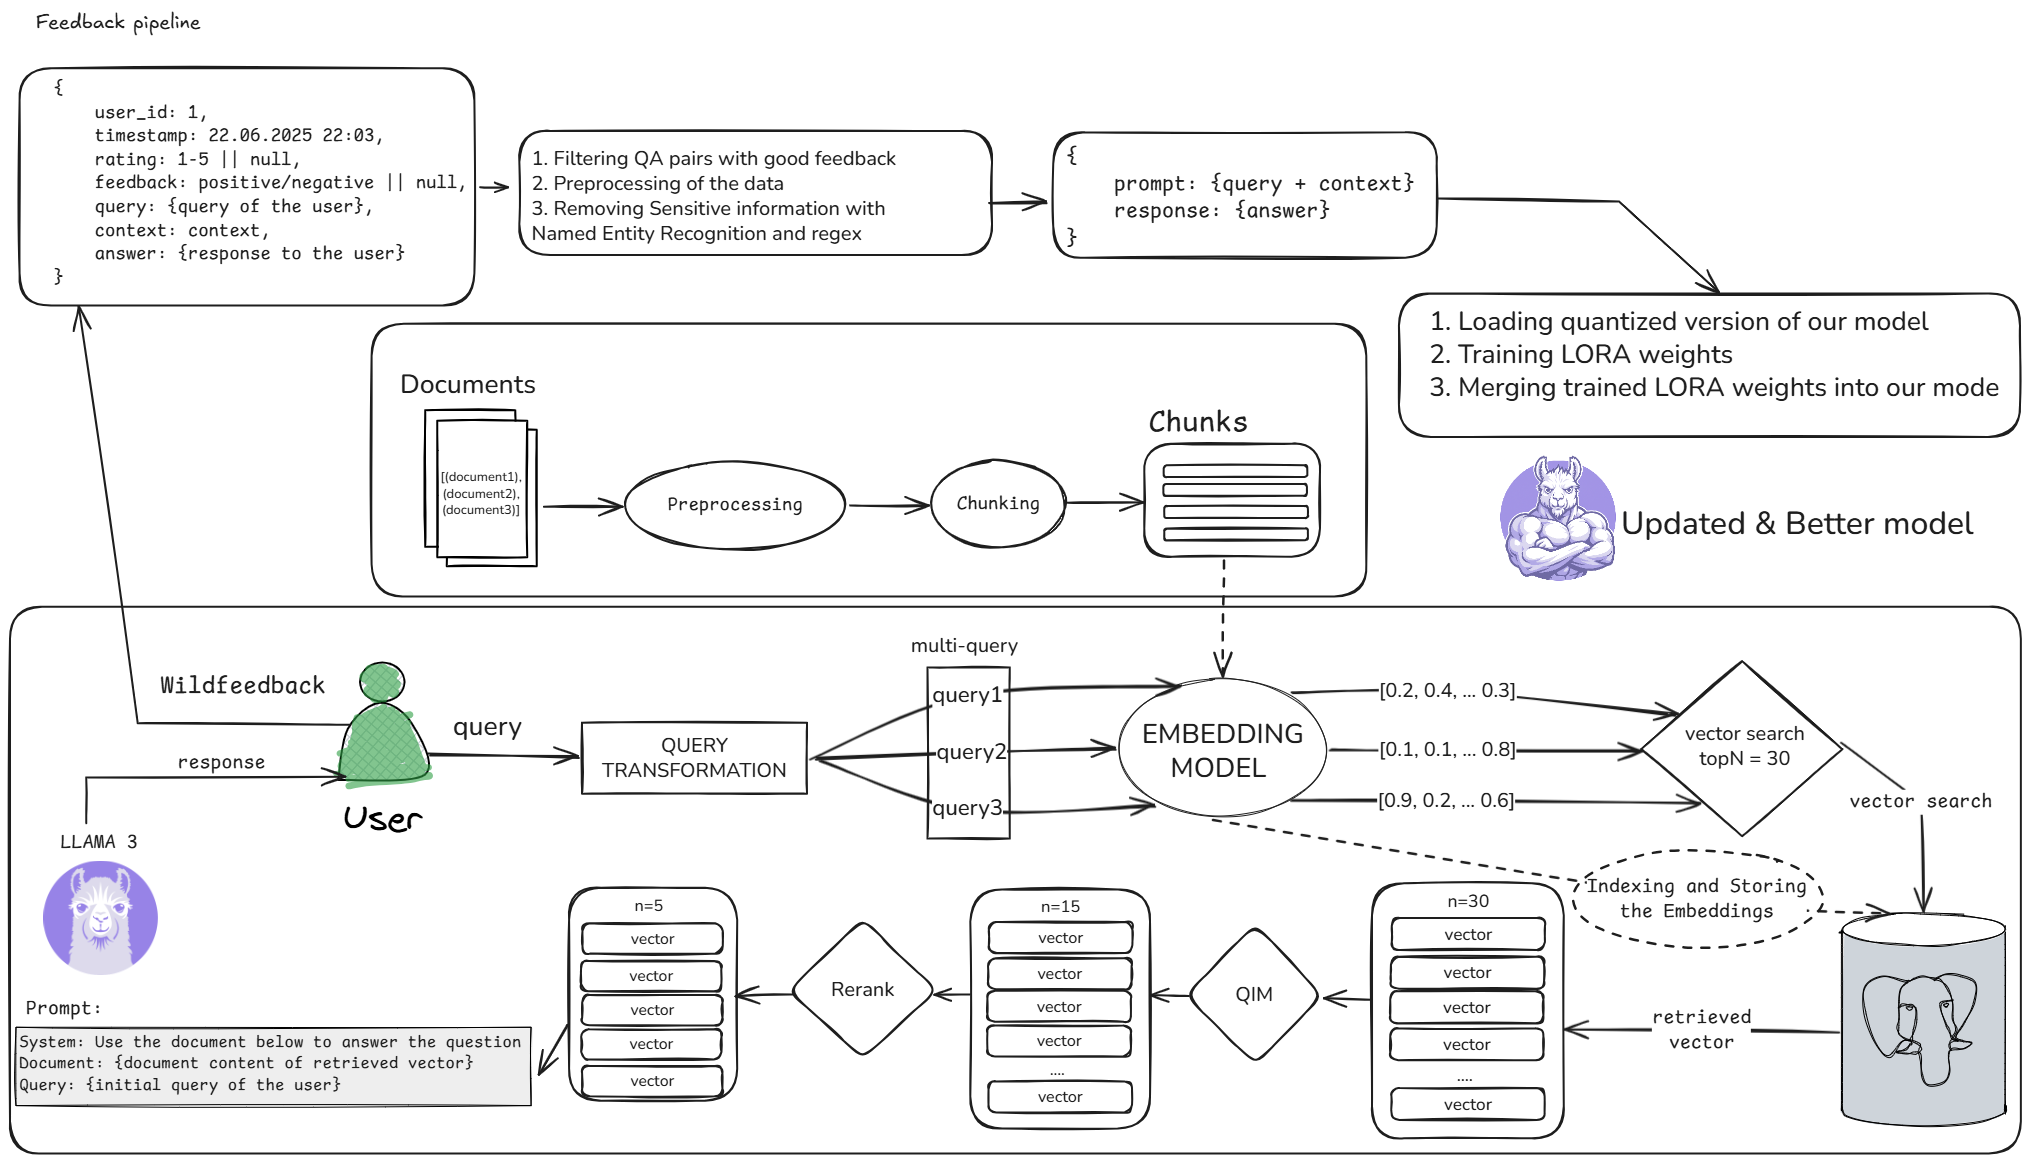 Feedback pipeline
{
user_id: 1,
timestamp: 22.06.2025 22:03,
rating: 1-5 || null,
feedback: positive/negative || null,
query: {query of the user},
context: context,
answer: {response to the user}
}
1. Filtering QA pairs with good feedback
2. Preprocessing of the data
3. Removing Sensitive information with
Named Entity Recognition and regex
{
prompt: {query + context}
response: {answer}
}
1. Loading quantized version of our model
2. Training LORA weights
3. Merging trained LORA weights into our mode
Updated & Better model
Documents
[(document1),
(document2),
(document3)]
Preprocessing
Chunking
Chunks
Wildfeedback
response
LLAMA 3
User
query
QUERY
TRANSFORMATION
multi-query
query1
query2
query3
EMBEDDING
MODEL
[0.2, 0.4, ... 0.3]
[0.1, 0.1, ... 0.8]
[0.9, 0.2, ... 0.6]
vector search
topN = 30
vector search
Indexing and Storing
the Embeddings
retrieved
vector
n=30
vector
vector
vector
vector
....
vector
QIM
n=15
vector
vector
vector
vector
....
vector
Rerank
n=5
vector
vector
vector
vector
vector
Prompt:
System: Use the document below to answer the question
Document: {document content of retrieved vector}
Query: {initial query of the user}